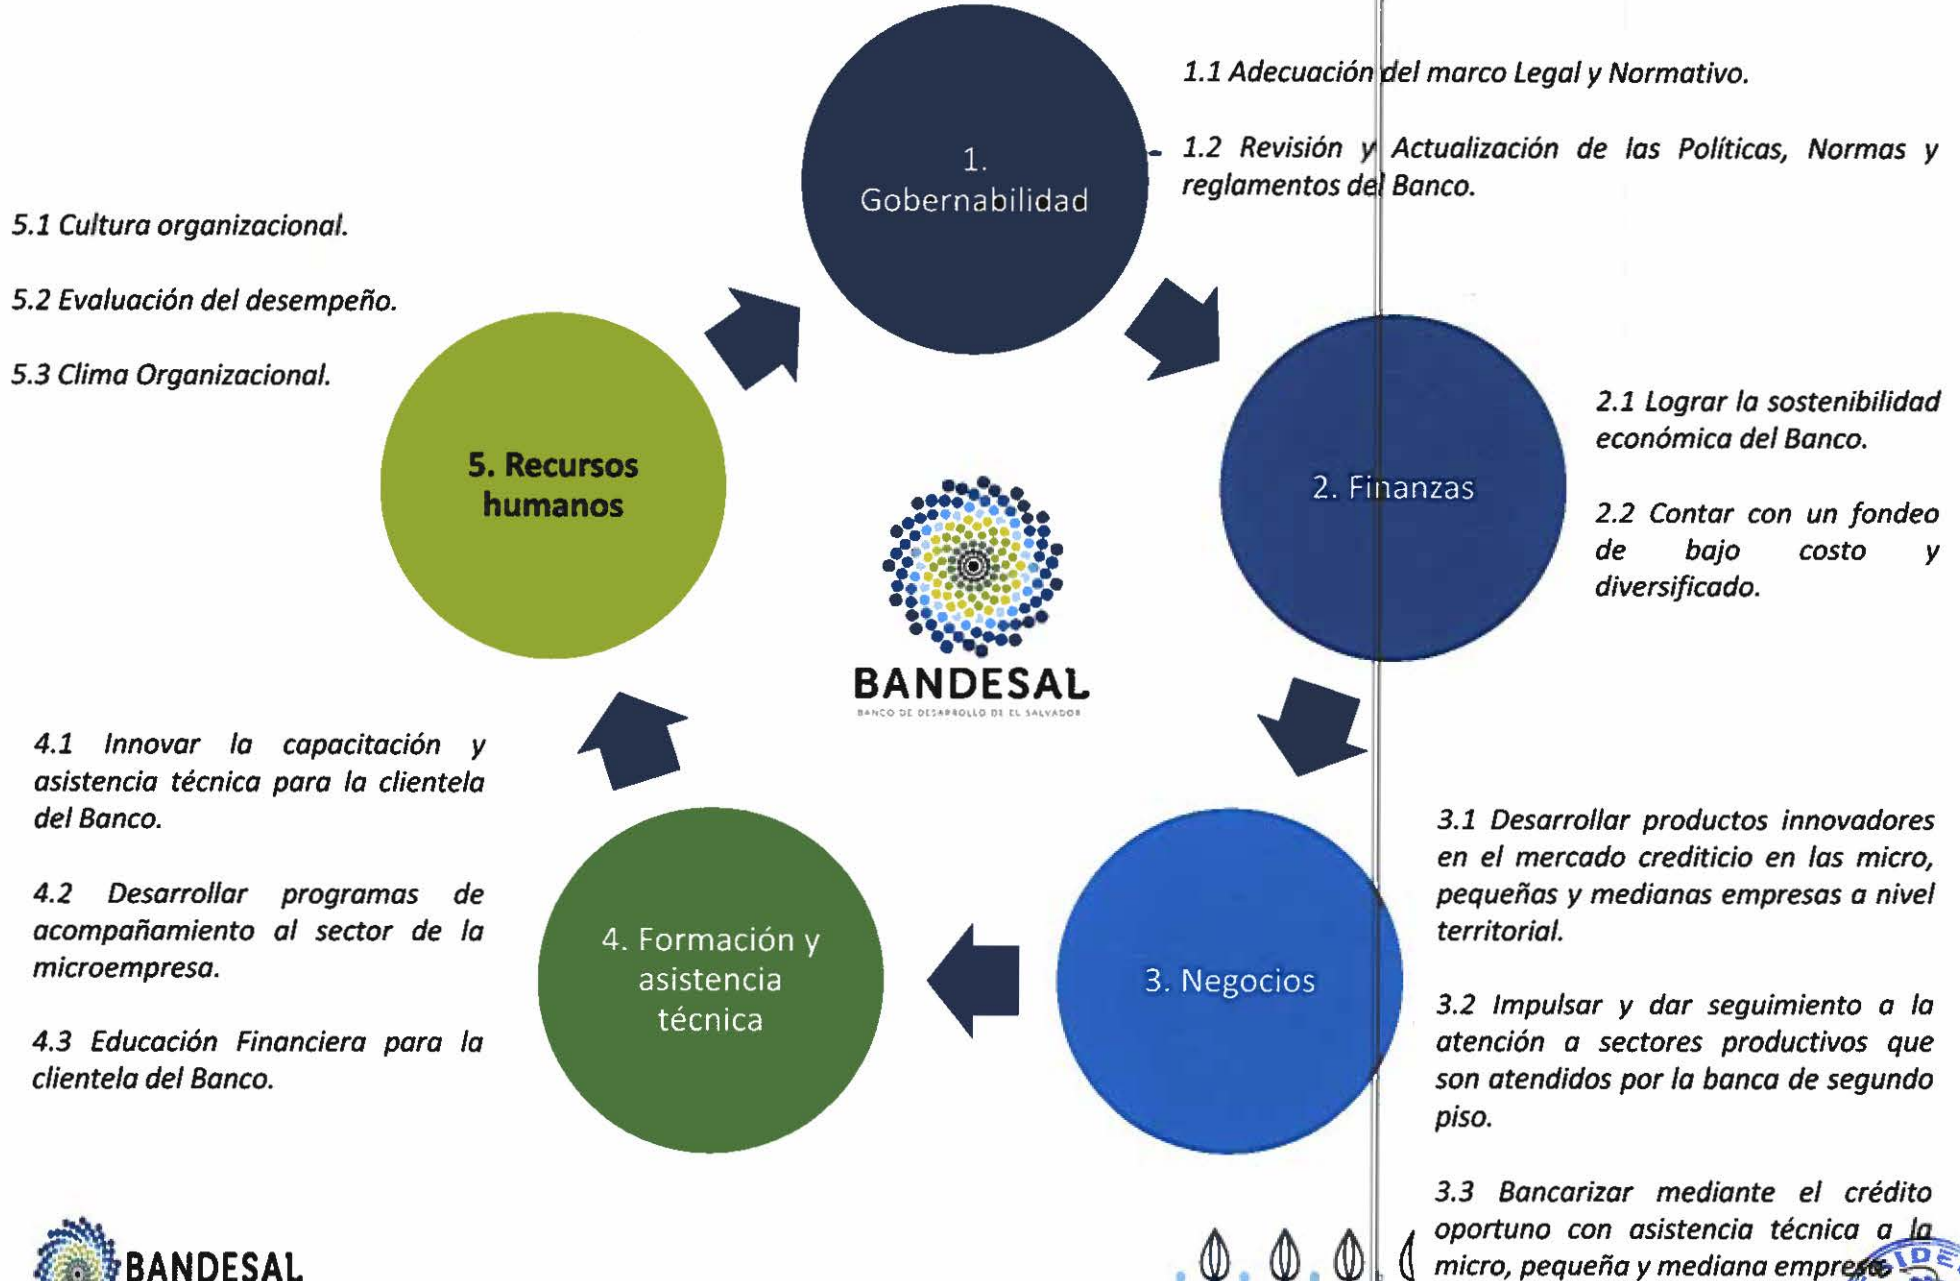 1.
Gobernabilidad
1.1 Adecuación del marco Legal y Normativo.
1.2 Revisión y Actualización de las Políticas, Normas y
reglamentos del Banco.
2. Finanzas
2.1 Lograr la sostenibilidad
económica del Banco.
2.2 Contar con un fondeo
de bajo costo y
diversificado.
3. Negocios
3.1 Desarrollar productos innovadores
en el mercado crediticio en las micro,
pequeñas y medianas empresas a nivel
territorial.
3.2 Impulsar y dar seguimiento a la
atención a sectores productivos que
son atendidos por la banca de segundo
piso.
3.3 Bancarizar mediante el crédito
oportuno con asistencia técnica a la
micro, pequeña y mediana empresa
4. Formación y
asistencia
técnica
4.1 Innovar la capacitación y
asistencia técnica para la clientela
del Banco.
4.2 Desarrollar programas de
acompañamiento al sector de la
microempresa.
4.3 Educación Financiera para la
clientela del Banco.
5. Recursos
humanos
5.1 Cultura organizacional.
5.2 Evaluación del desempeño.
5.3 Clima Organizacional.
BANDESAL
BANCO DE DESARROLLO DE EL SALVADOR
BANDESAL